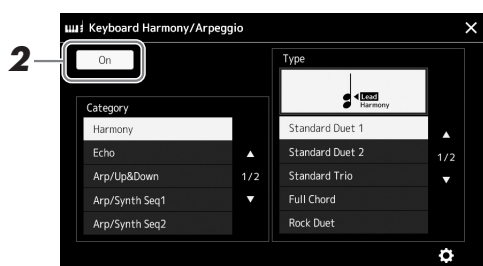 Keyboard Harmony/Arpeggio
2
On
Category
Harmony
Echo
Arp/Up&Down
Arp/Synth Seq1
Arp/Synth Seq2
1/2
Type
Lead
Harmony
Standard Duet 1
Standard Duet 2
Standard Trio
Full Chord
Rock Duet
1/2